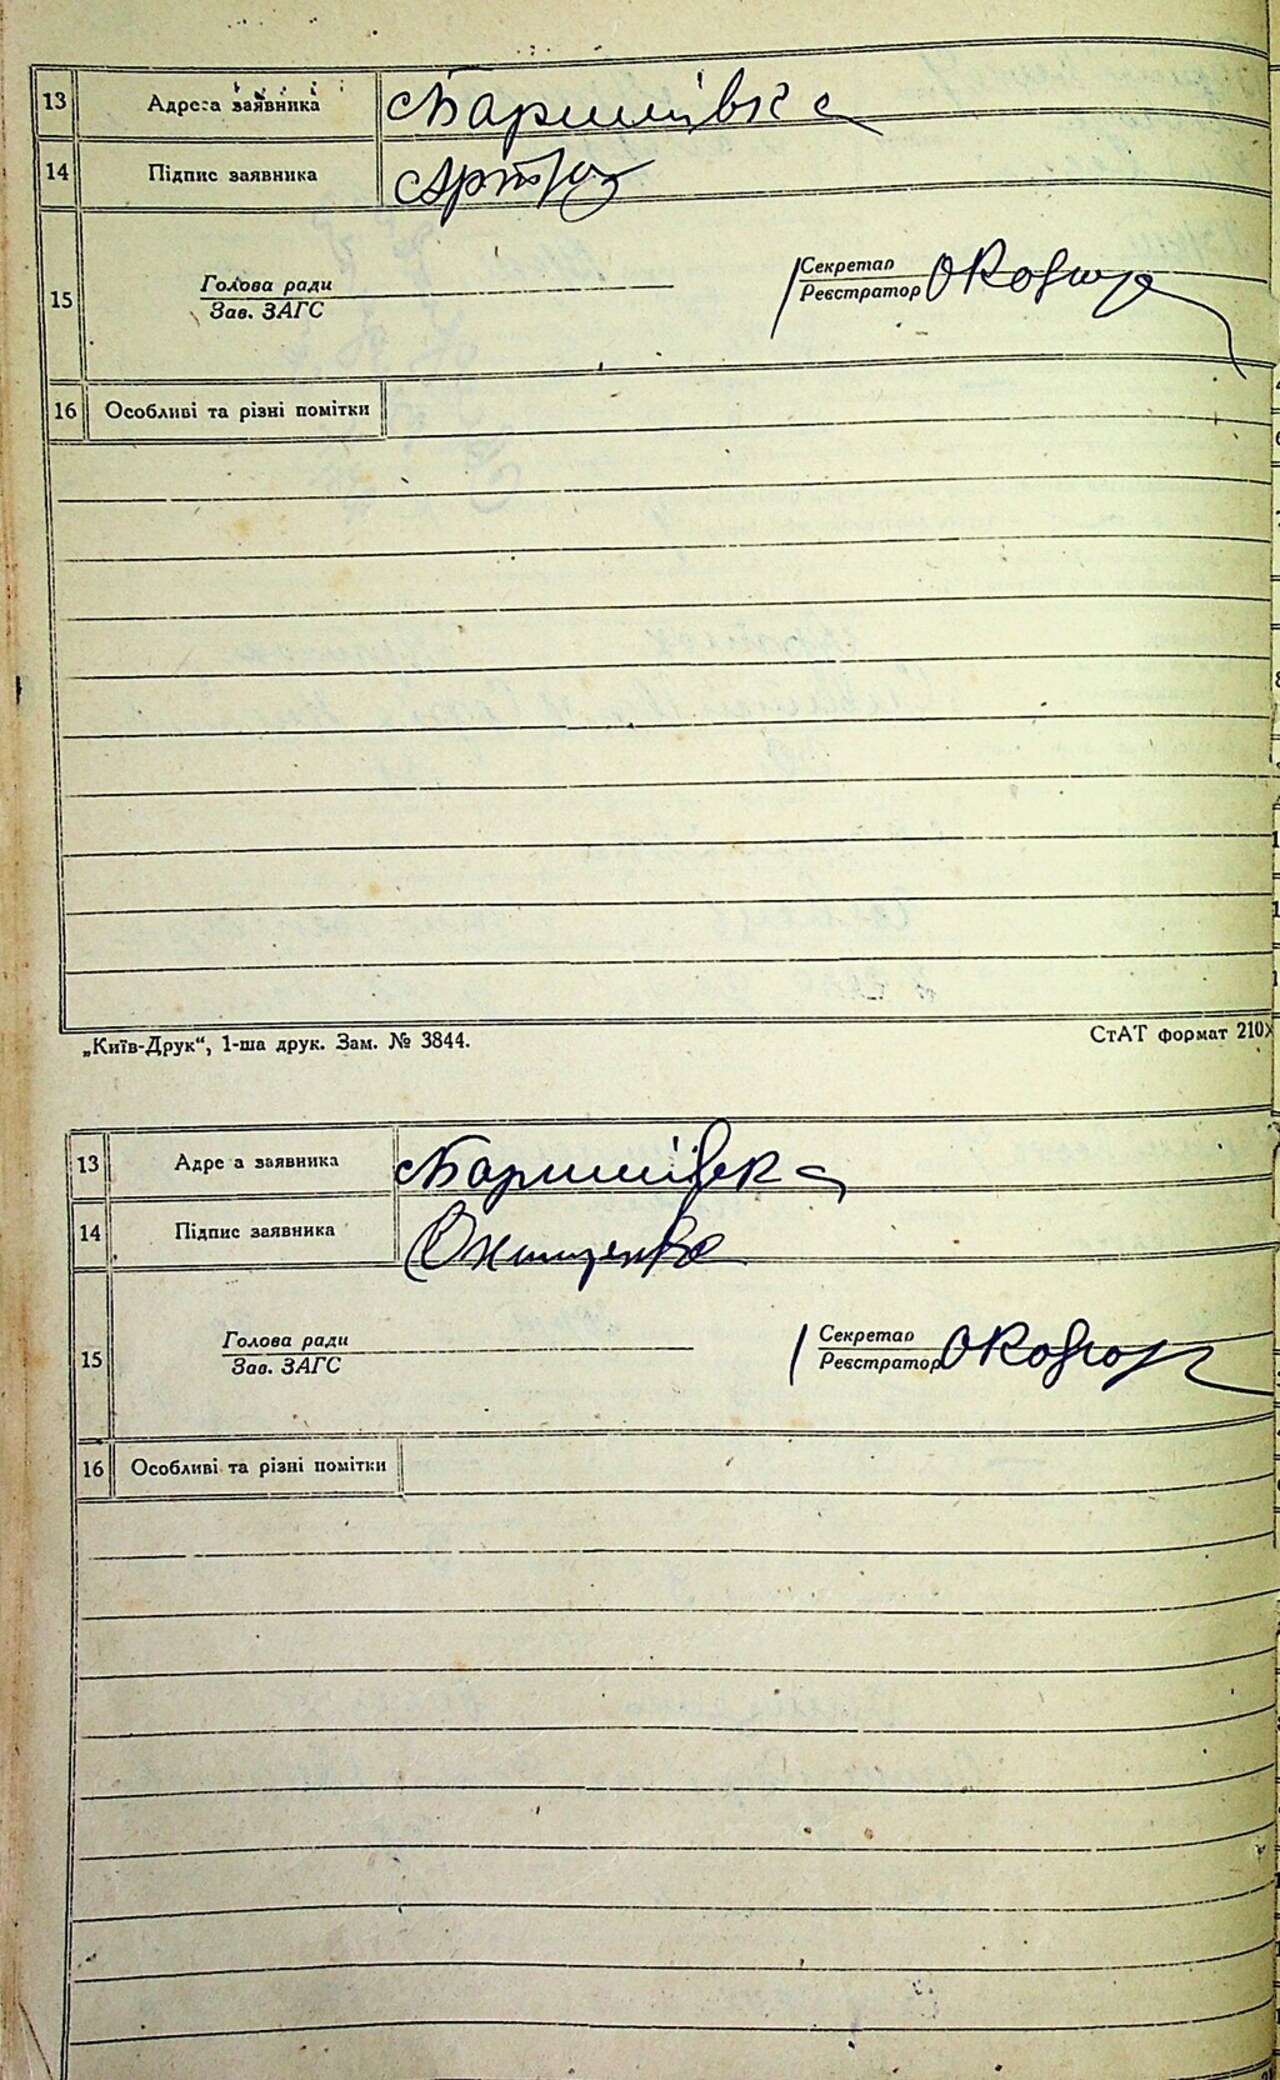 13 Адреса заявника Баришівка
14 Підпис заявника
15 Голова ради Секретар
Зав. ЗАГС Реєстратор
16 Особливі та різні помітки
„Київ-Друк“, 1-ша друк. Зам. № 3844. СтАТ формат 210×
13 Адре а заявника Баришівка
14 Підпис заявника Онищенко
15 Голова ради Секретар
Зав. ЗАГС Реєстратор
16 Особливі та різні помітки